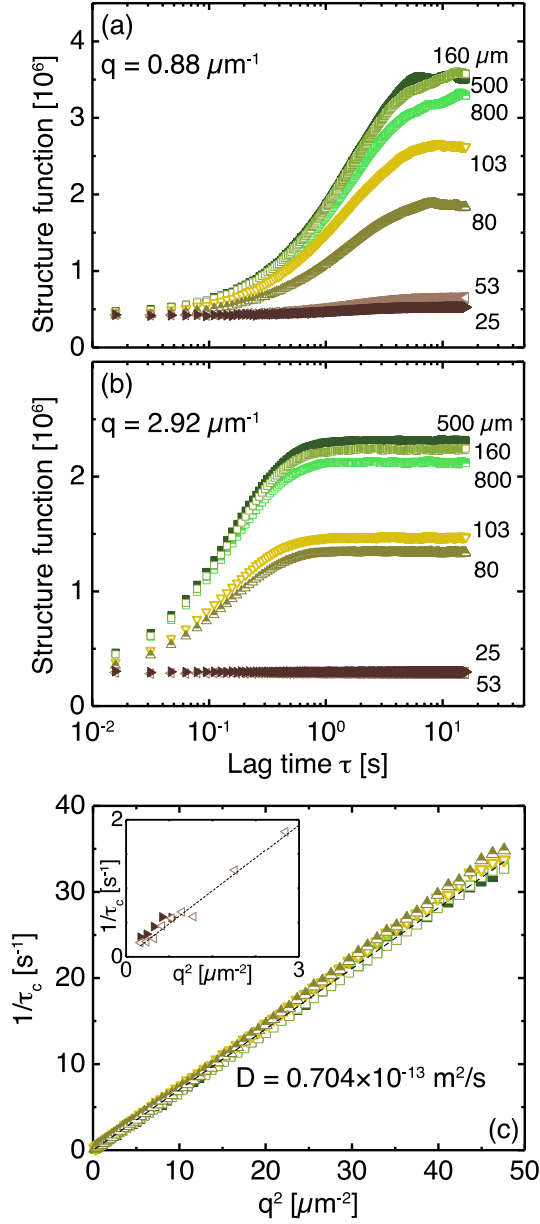 (a)
q = 0.88 µm⁻¹
Structure function [10⁶]
4
3
2
1
0
160 µm
500
800
103
80
53
25
(b)
q = 2.92 µm⁻¹
Structure function [10⁶]
2
1
0
500 µm
160
800
103
80
25
53
10⁻² 10⁻¹ 10⁰ 10¹
Lag time τ [s]
40
30
20
10
0
1/τc [s⁻¹]
2
0
1/τc [s⁻¹]
0 3
q² [µm⁻²]
D = 0.704×10⁻¹³ m²/s
(c)
0 10 20 30 40 50
q² [µm⁻²]